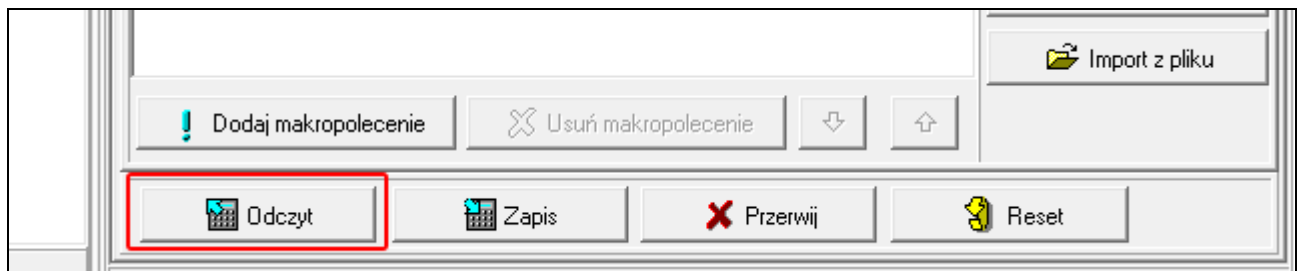 Import z pliku
Dodaj makropolecenie Usuń makropolecenie
Odczyt Zapis Przerwij Reset